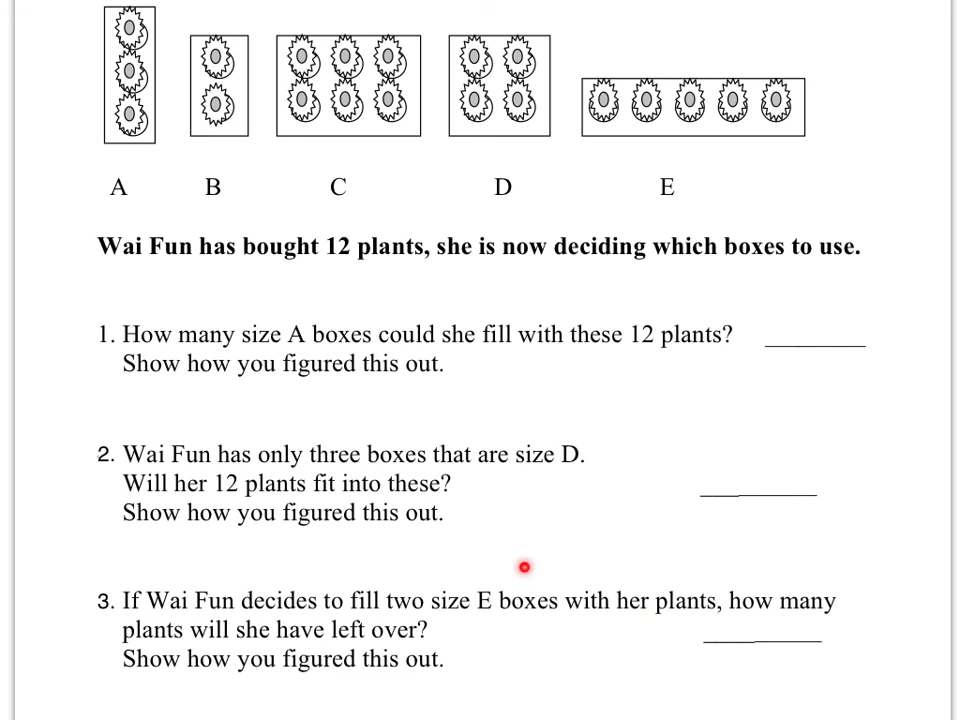 A B C D E
Wai Fun has bought 12 plants, she is now deciding which boxes to use.
1. How many size A boxes could she fill with these 12 plants?
Show how you figured this out.
2. Wai Fun has only three boxes that are size D.
Will her 12 plants fit into these?
Show how you figured this out.
3. If Wai Fun decides to fill two size E boxes with her plants, how many
plants will she have left over?
Show how you figured this out.